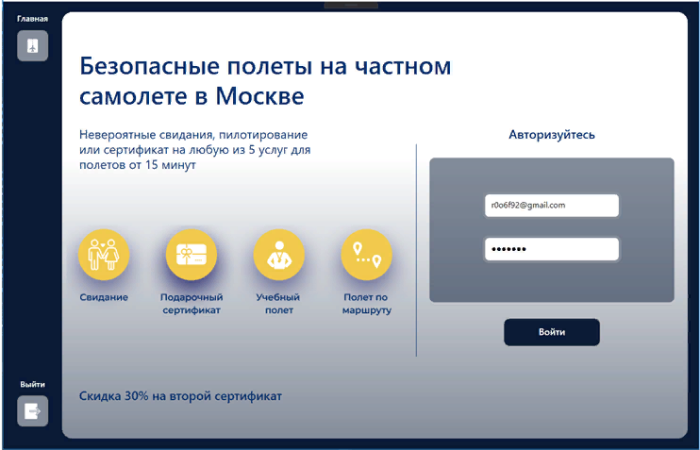 Главная
Безопасные полеты на частном
самолете в Москве
Невероятные свидания, пилотирование
или сертификат на любую из 5 услуг для
полетов от 15 минут
Свидание
Подарочный
сертификат
Учебный
полет
Полет по
маршруту
Скидка 30% на второй сертификат
Авторизуйтесь
r0o6f92@gmail.com
•••••••
Войти
Выйти